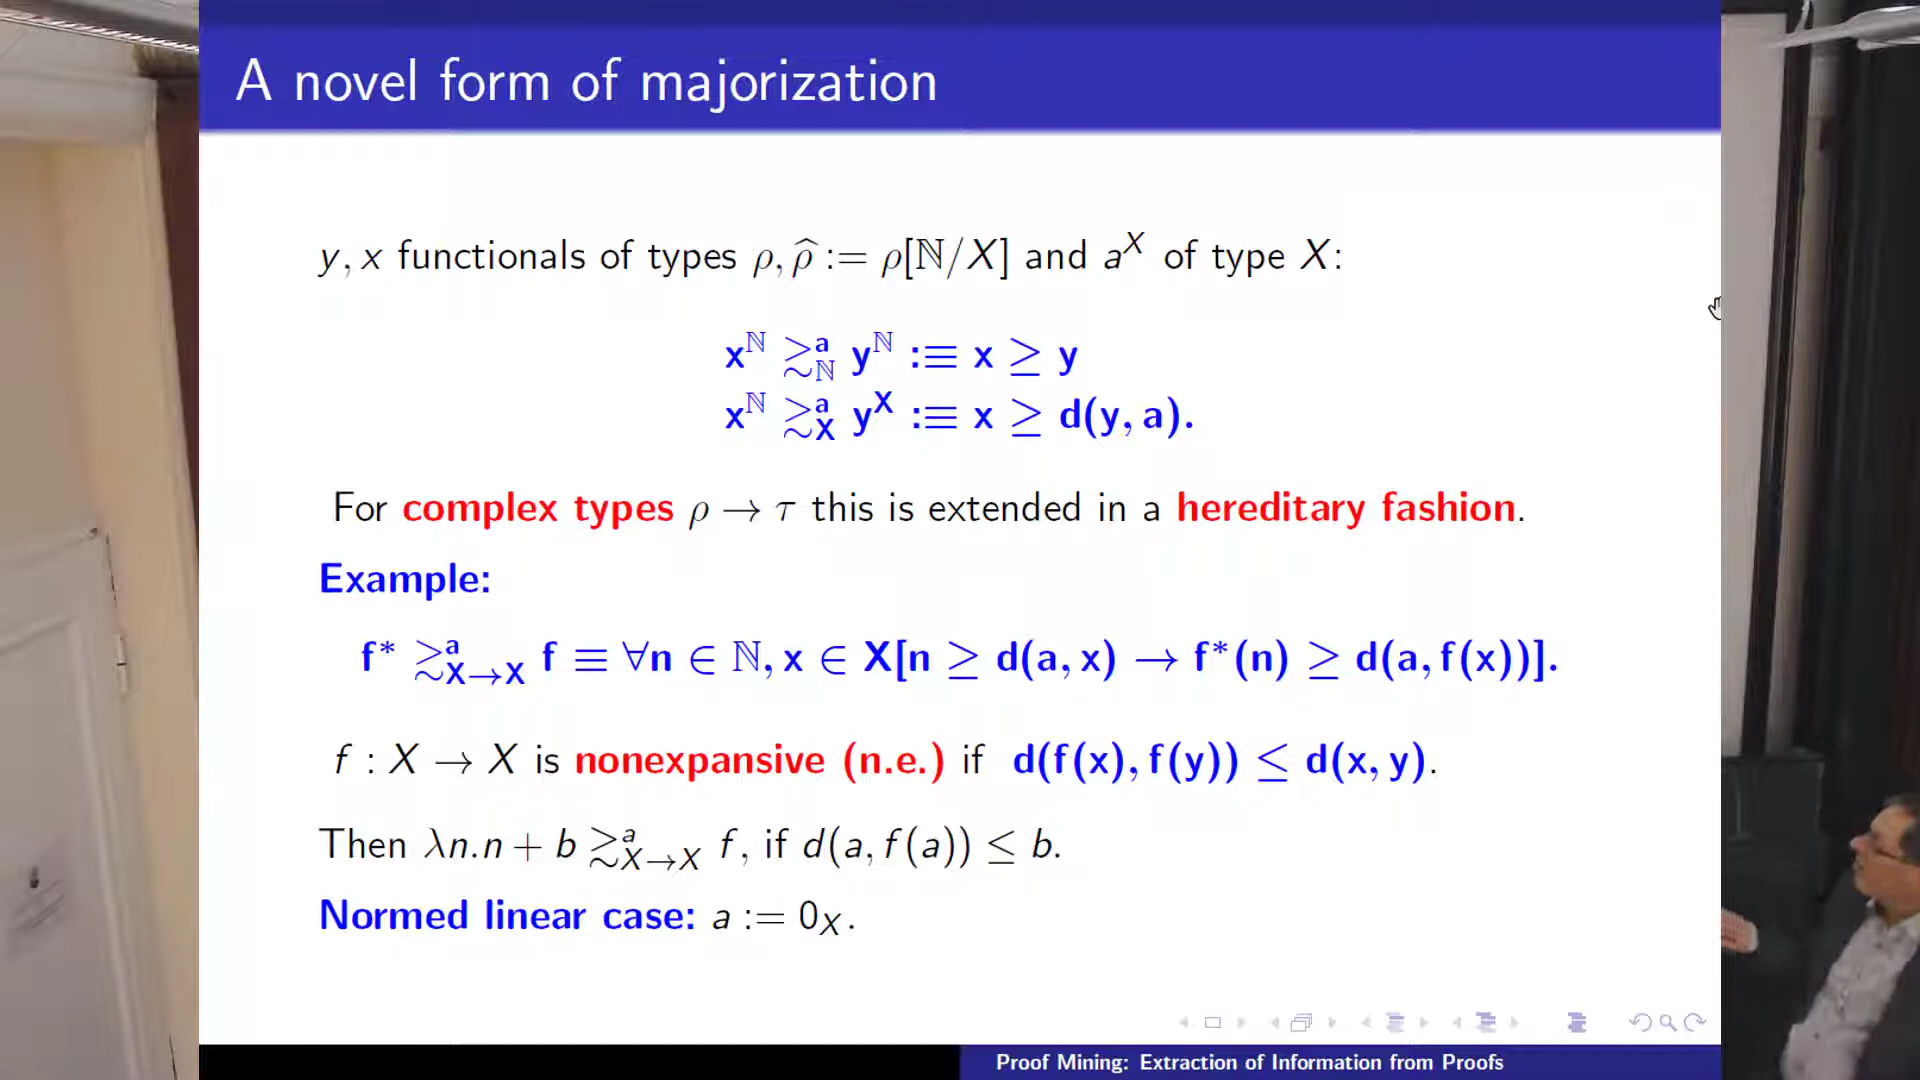 A novel form of majorization
y, x functionals of types ρ, ρ̂ := ρ[ℕ/X] and a^X of type X:
x^ℕ ≳^a_ℕ y^ℕ :≡ x ≥ y
x^ℕ ≳^a_X y^X :≡ x ≥ d(y, a).
For complex types ρ → τ this is extended in a hereditary fashion.
Example:
f* ≳^a_{X→X} f ≡ ∀n ∈ ℕ, x ∈ X[n ≥ d(a, x) → f*(n) ≥ d(a, f(x))].
f : X → X is nonexpansive (n.e.) if d(f(x), f(y)) ≤ d(x, y).
Then λn.n + b ≳^a_{X→X} f, if d(a, f(a)) ≤ b.
Normed linear case: a := 0_X.
Proof Mining: Extraction of Information from Proofs